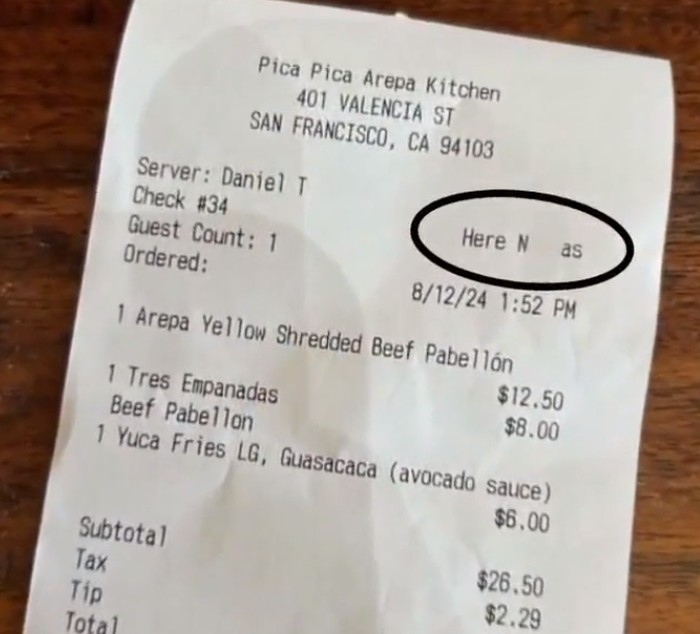 Pica Pica Arepa Kitchen
401 VALENCIA ST
SAN FRANCISCO, CA 94103
Server: Daniel T
Check #34
Guest Count: 1 Here N as
Ordered: 8/12/24 1:52 PM
1 Arepa Yellow Shredded Beef Pabellón
$12.50
1 Tres Empanadas $8.00
Beef Pabellon
1 Yuca Fries LG, Guasacaca (avocado sauce)
$6.00
Subtotal $26.50
Tax $2.29
Tip
Total